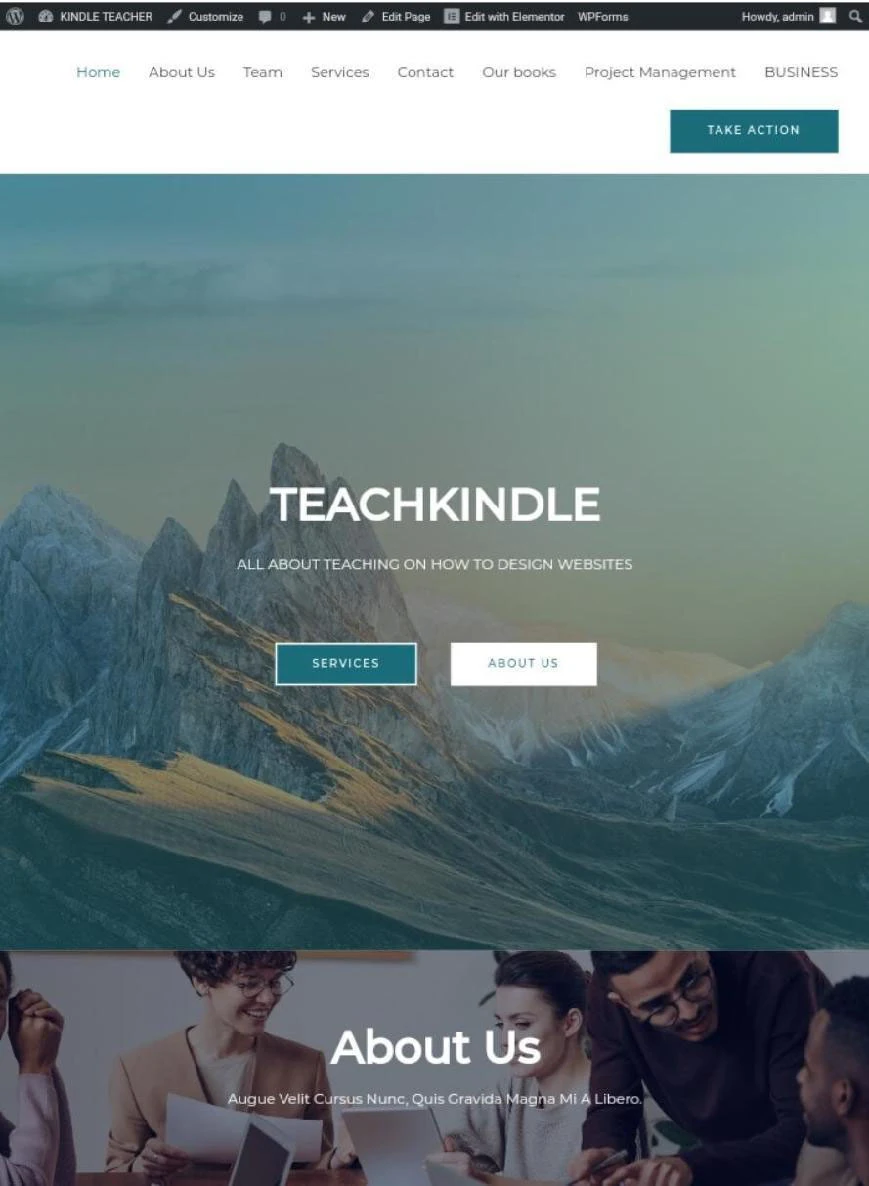 KINDLE TEACHER Customize 0 New Edit Page Edit with Elementor WPForms Howdy, admin
Home About Us Team Services Contact Our books Project Management BUSINESS
TAKE ACTION
TEACHKINDLE
ALL ABOUT TEACHING ON HOW TO DESIGN WEBSITES
SERVICES ABOUT US
About Us
Augue Velit Cursus Nunc, Quis Gravida Magna Mi A Libero.